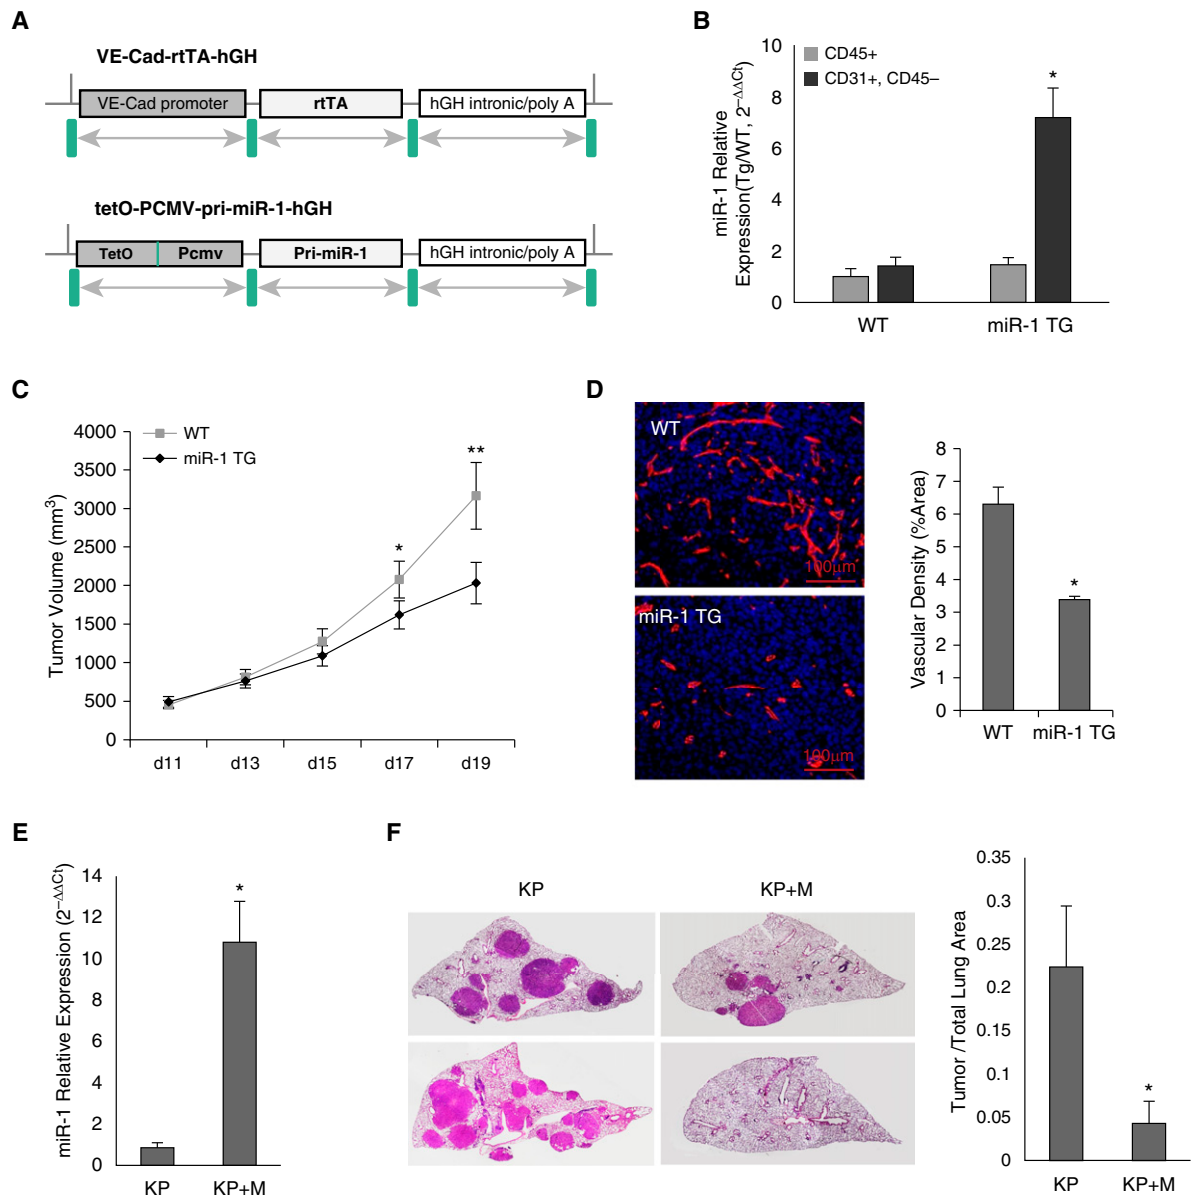 A
VE-Cad-rtTA-hGH
VE-Cad promoter
rtTA
hGH intronic/poly A
tetO-PCMV-pri-miR-1-hGH
TetO
Pcmv
Pri-miR-1
hGH intronic/poly A
B
miR-1 Relative
Expression(Tg/WT, 2–ΔΔCt)
10
8
6
4
2
0
CD45+
CD31+, CD45–
*
WT
miR-1 TG
C
Tumor Volume (mm3)
4000
3500
3000
2500
2000
1500
1000
500
0
WT
miR-1 TG
*
**
d11
d13
d15
d17
d19
D
WT
100μm
miR-1 TG
100μm
Vascular Density (%Area)
8
7
6
5
4
3
2
1
0
*
WT
miR-1 TG
E
miR-1 Relative Expression (2–ΔΔCt)
14
12
10
8
6
4
2
0
*
KP
KP+M
F
KP
KP+M
Tumor /Total Lung Area
0.35
0.3
0.25
0.2
0.15
0.1
0.05
0
*
KP
KP+M